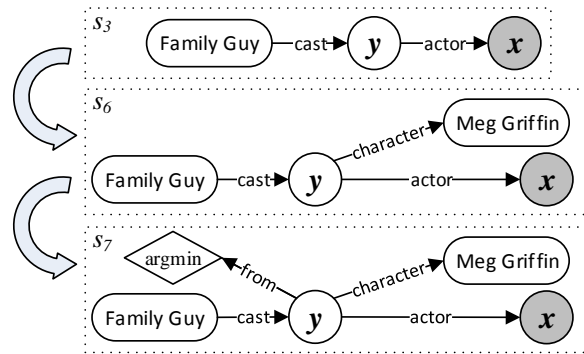 s3
Family Guy cast y actor x
s6
Meg Griffin
character
Family Guy cast y actor x
s7
argmin
from
character
Meg Griffin
Family Guy cast y actor x